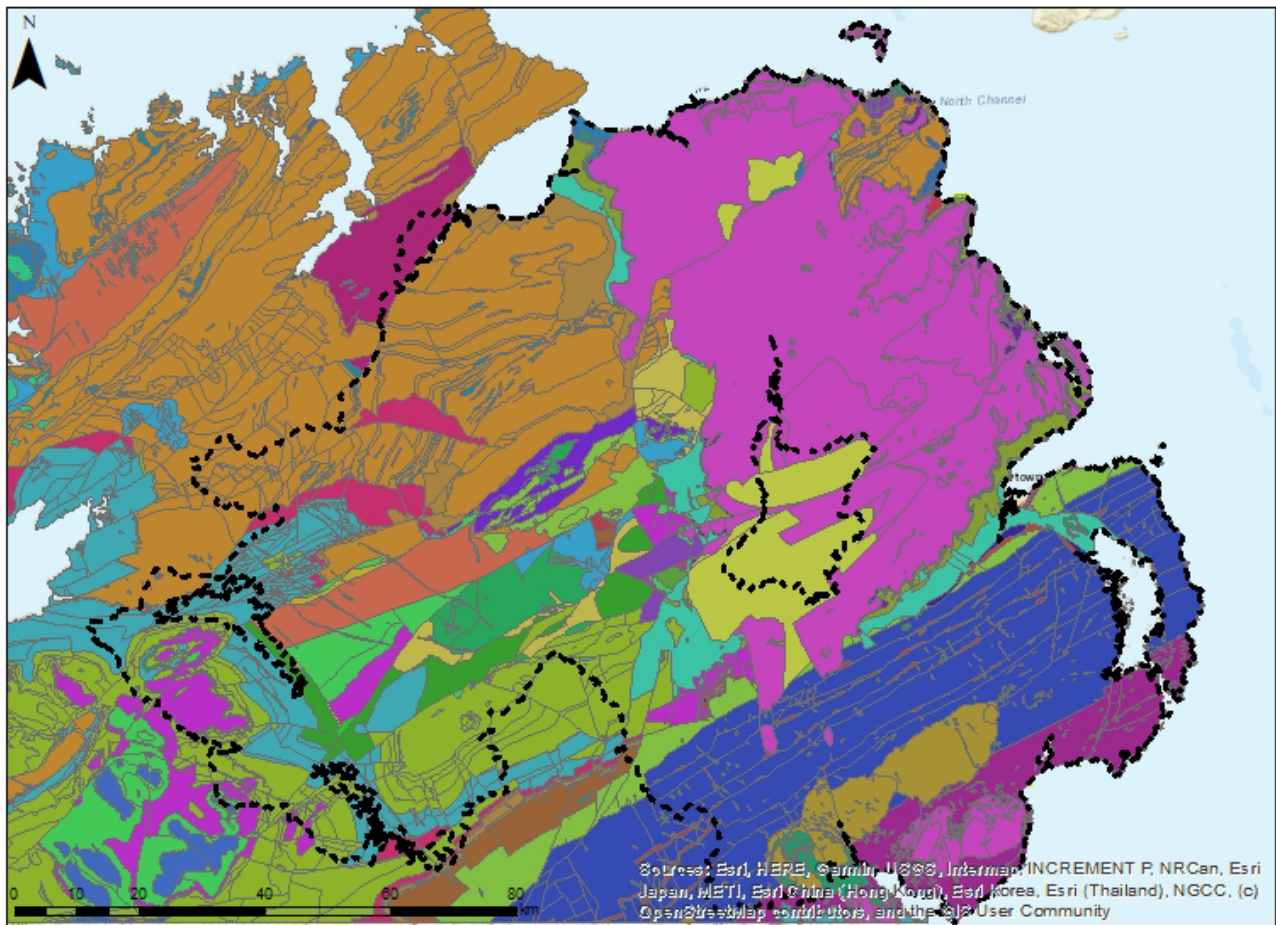 N
North Channel
Sources: Esri, HERE, Garmin, USGS, Intermap, INCREMENT P, NRCan, Esri
Japan, METI, Esri China (Hong Kong), Esri Korea, Esri (Thailand), NGCC, (c)
OpenStreetMap contributors, and the GIS User Community
0 10 20 40 60 80
km